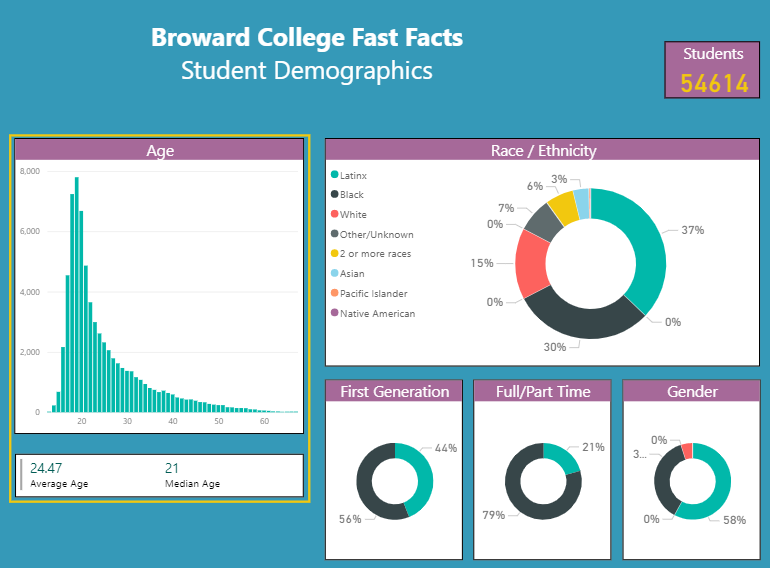 Broward College Fast Facts
Student Demographics
Students
54614
Age
8,000
6,000
4,000
2,000
0
20 30 40 50 60
24.47
Average Age
21
Median Age
Race / Ethnicity
Latinx
Black
White
Other/Unknown
2 or more races
Asian
Pacific Islander
Native American
3%
6%
7%
0%
37%
15%
0%
0%
30%
First Generation
44%
56%
Full/Part Time
21%
79%
Gender
0%
3...
0%
58%